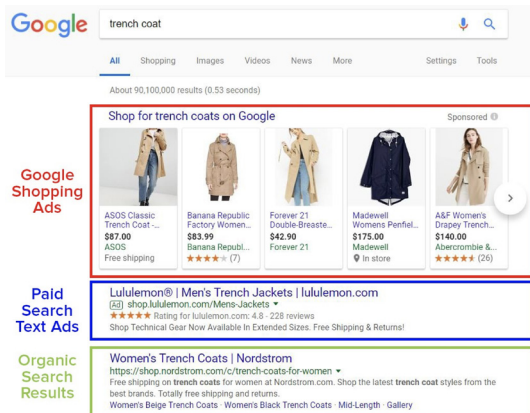 Google
trench coat
All Shopping Images Videos News More Settings Tools
About 90,100,000 results (0.53 seconds)
Google
Shopping
Ads
Shop for trench coats on Google
Sponsored
ASOS Classic
Trench Coat -...
$87.00
ASOS
Free shipping
Banana Republic
Factory Women...
$83.99
Banana Republ...
(7)
Forever 21
Double-Breaste...
$42.90
Forever 21
Madewell
Womens Penfiel...
$175.00
Madewell
In store
A&F Women's
Drapey Trench...
$140.00
Abercrombie &...
(26)
Paid
Search
Text Ads
Lululemon® | Men's Trench Jackets | lululemon.com
Ad shop.lululemon.com/Mens-Jackets
Rating for lululemon.com: 4.8 - 228 reviews
Shop Technical Gear Now Available In Extended Sizes. Free Shipping & Returns!
Organic
Search
Results
Women's Trench Coats | Nordstrom
https://shop.nordstrom.com/c/trench-coats-for-women
Free shipping on trench coats for women at Nordstrom.com. Shop the latest trench coat styles from the
best brands. Totally free shipping and returns.
Women's Beige Trench Coats · Women's Black Trench Coats · Mid-Length · Gallery